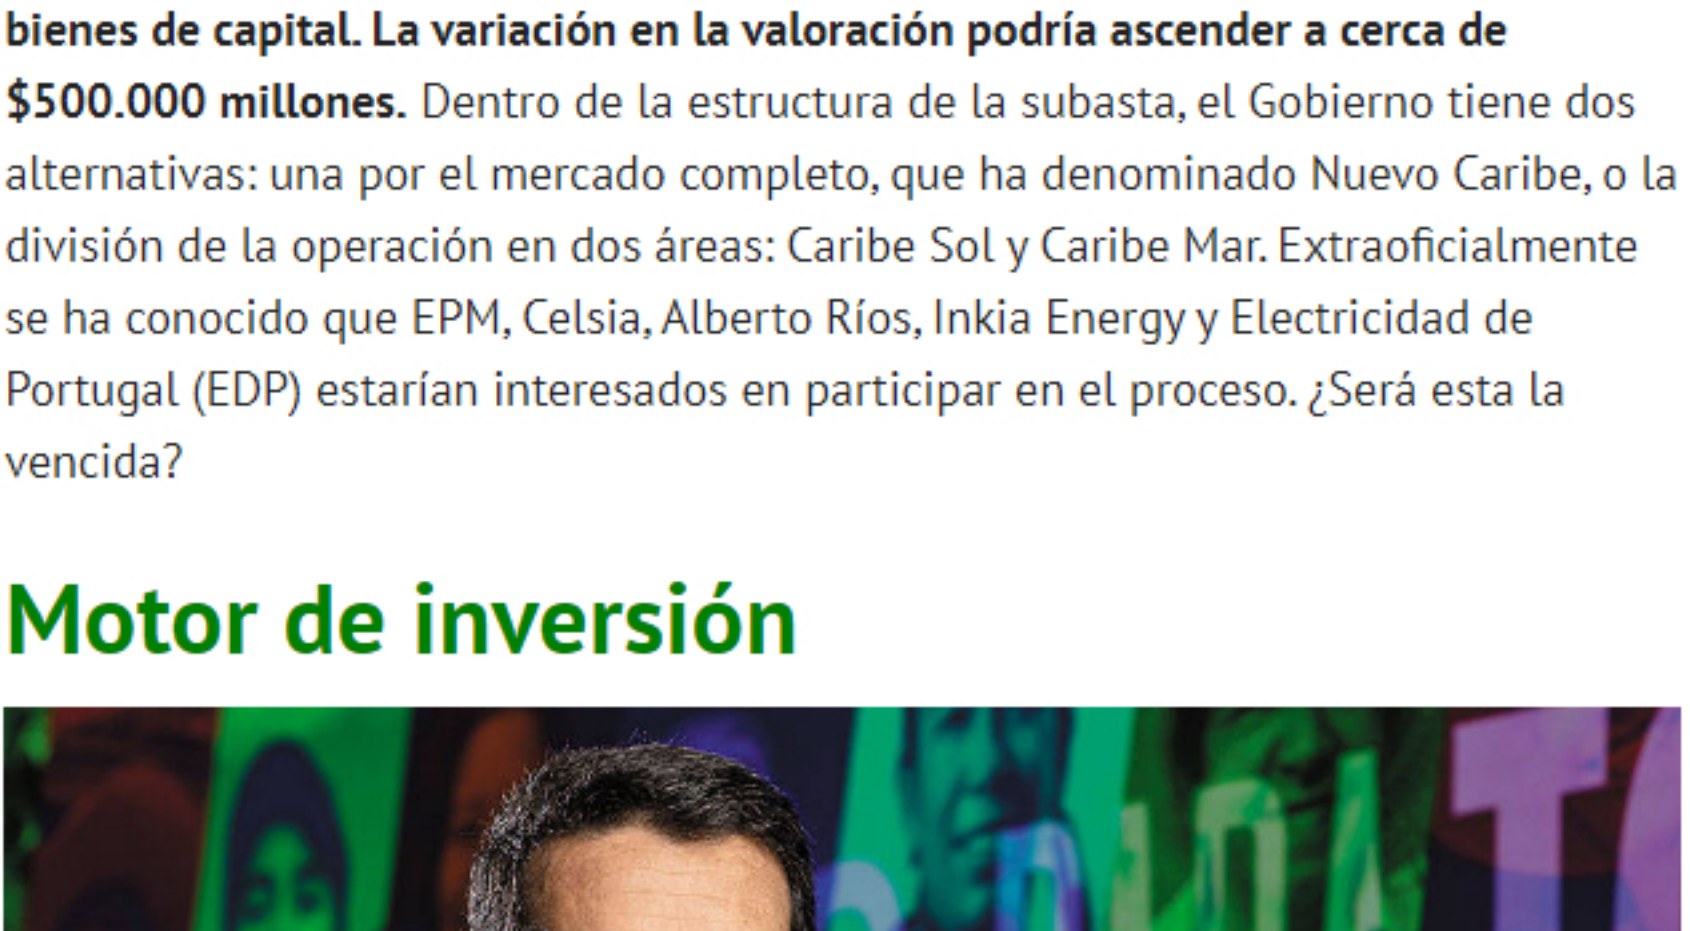 bienes de capital. La variación en la valoración podría ascender a cerca de
$500.000 millones. Dentro de la estructura de la subasta, el Gobierno tiene dos
alternativas: una por el mercado completo, que ha denominado Nuevo Caribe, o la
división de la operación en dos áreas: Caribe Sol y Caribe Mar. Extraoficialmente
se ha conocido que EPM, Celsia, Alberto Ríos, Inkia Energy y Electricidad de
Portugal (EDP) estarían interesados en participar en el proceso. ¿Será esta la
vencida?
Motor de inversión